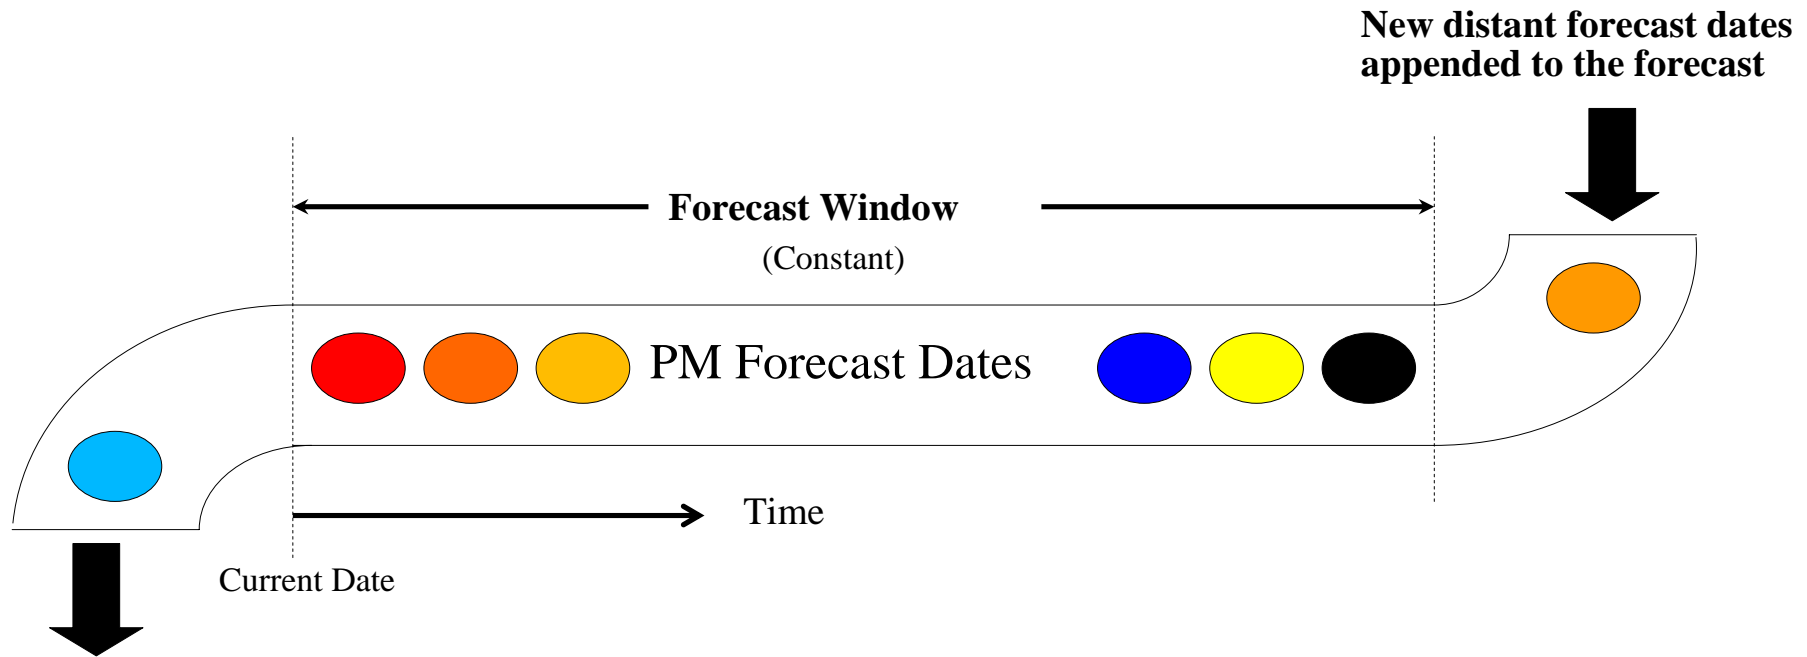 New distant forecast dates
appended to the forecast
Forecast Window
(Constant)
PM Forecast Dates
Time
Current Date